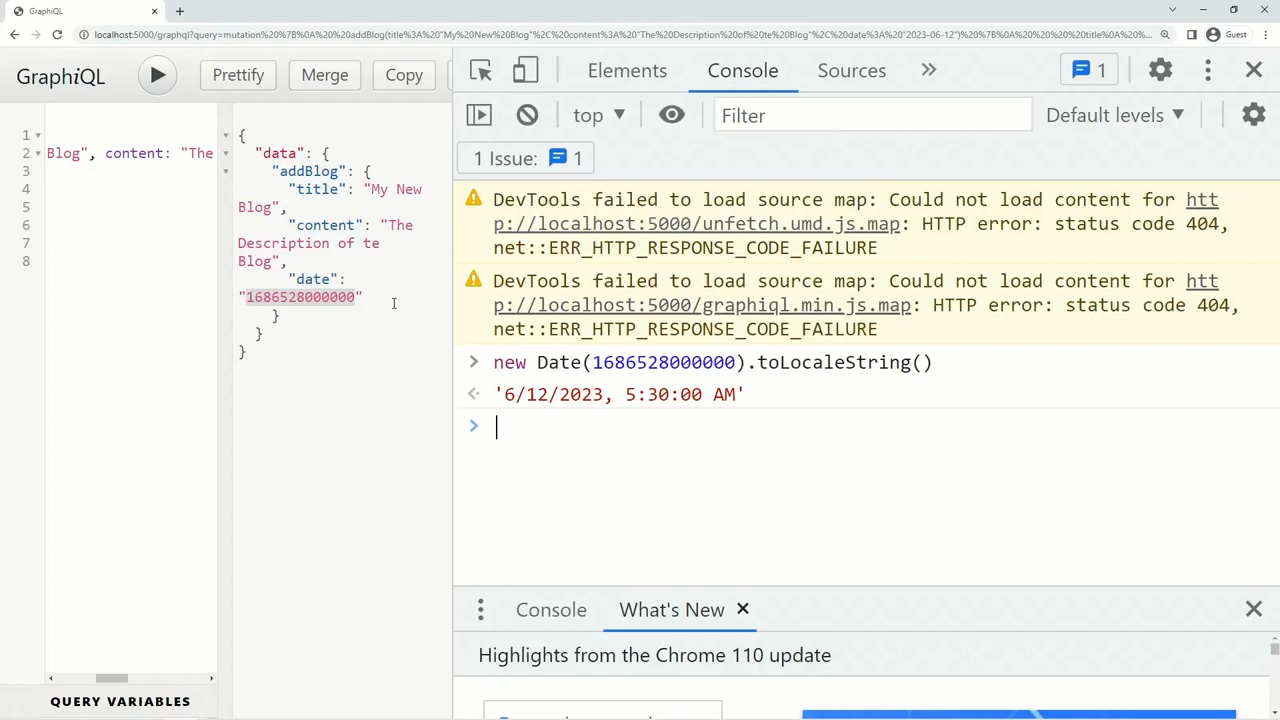 GraphiQL
localhost:5000/graphql?query=mutation%20%7B%0A%20%20addBlog(title%3A%20"My%20New%20Blog"%2C%20content%3A%20"The%20Description%20of%20te%20Blog"%2C%20date%3A%20"2023-06-12")%7B%0A%20%20%20%20title%0A%20%20%...
Guest
GraphiQL
Prettify
Merge
Copy
1
2 Blog", content: "The
3
4
5
6
7
8
QUERY VARIABLES
{
"data": {
"addBlog": {
"title": "My New
Blog",
"content": "The
Description of te
Blog",
"date":
"1686528000000"
}
}
}
Elements
Console
Sources
1
top
Filter
Default levels
1 Issue: 1
DevTools failed to load source map: Could not load content for htt
p://localhost:5000/unfetch.umd.js.map: HTTP error: status code 404,
net::ERR_HTTP_RESPONSE_CODE_FAILURE
DevTools failed to load source map: Could not load content for htt
p://localhost:5000/graphiql.min.js.map: HTTP error: status code 404,
net::ERR_HTTP_RESPONSE_CODE_FAILURE
new Date(1686528000000).toLocaleString()
'6/12/2023, 5:30:00 AM'
Console
What's New
Highlights from the Chrome 110 update